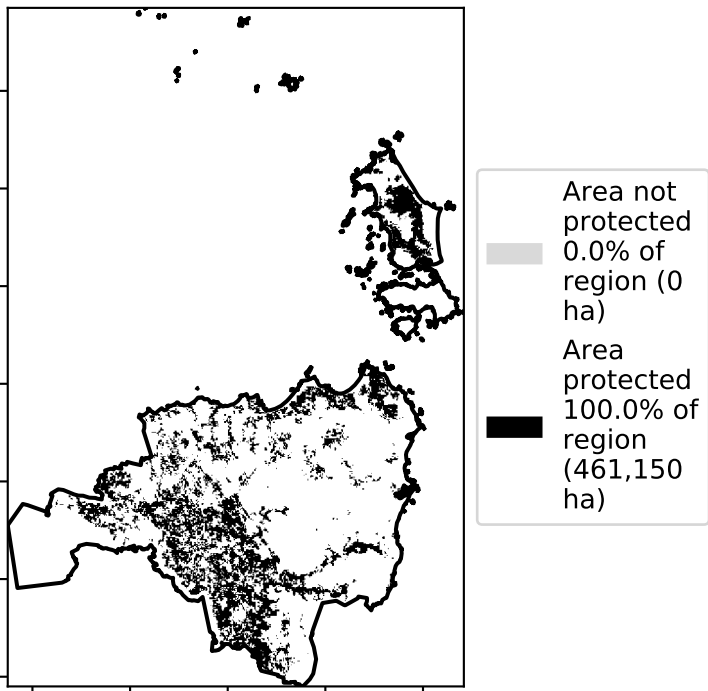 Area not
protected
0.0% of
region (0
ha)
Area
protected
100.0% of
region
(461,150
ha)